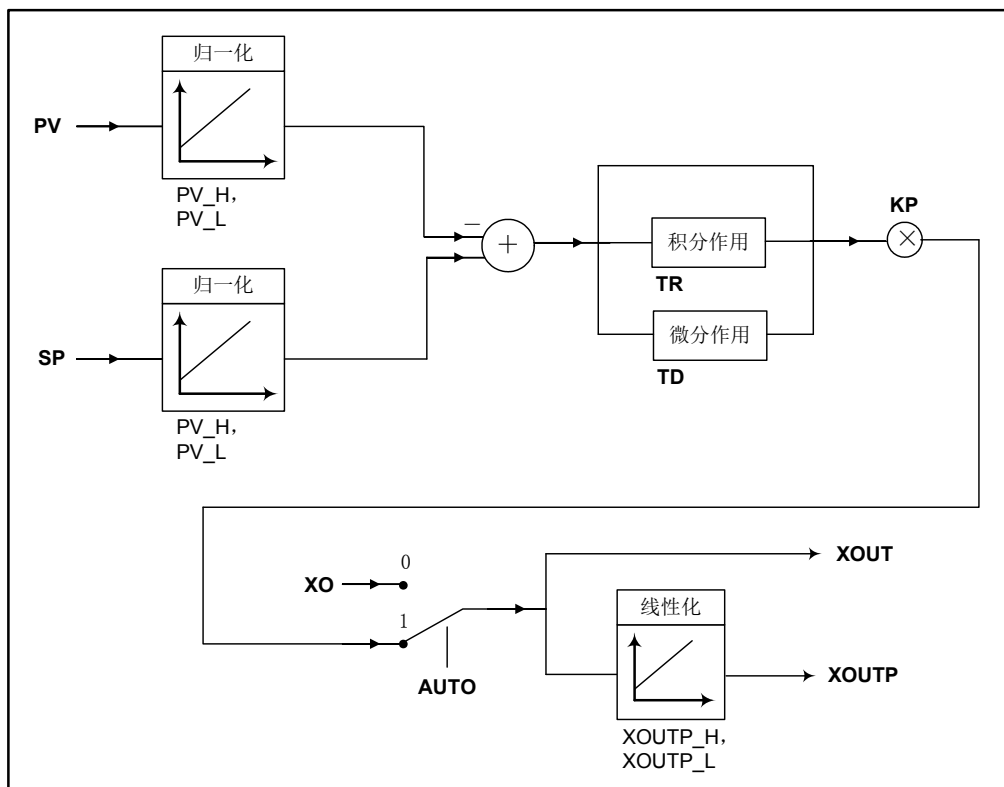 归一化
PV
PV_H，
PV_L
归一化
SP
PV_H，
PV_L
−
+
积分作用
TR
微分作用
TD
KP
×
0
XO
1
AUTO
XOUT
线性化
XOUTP
XOUTP_H，
XOUTP_L